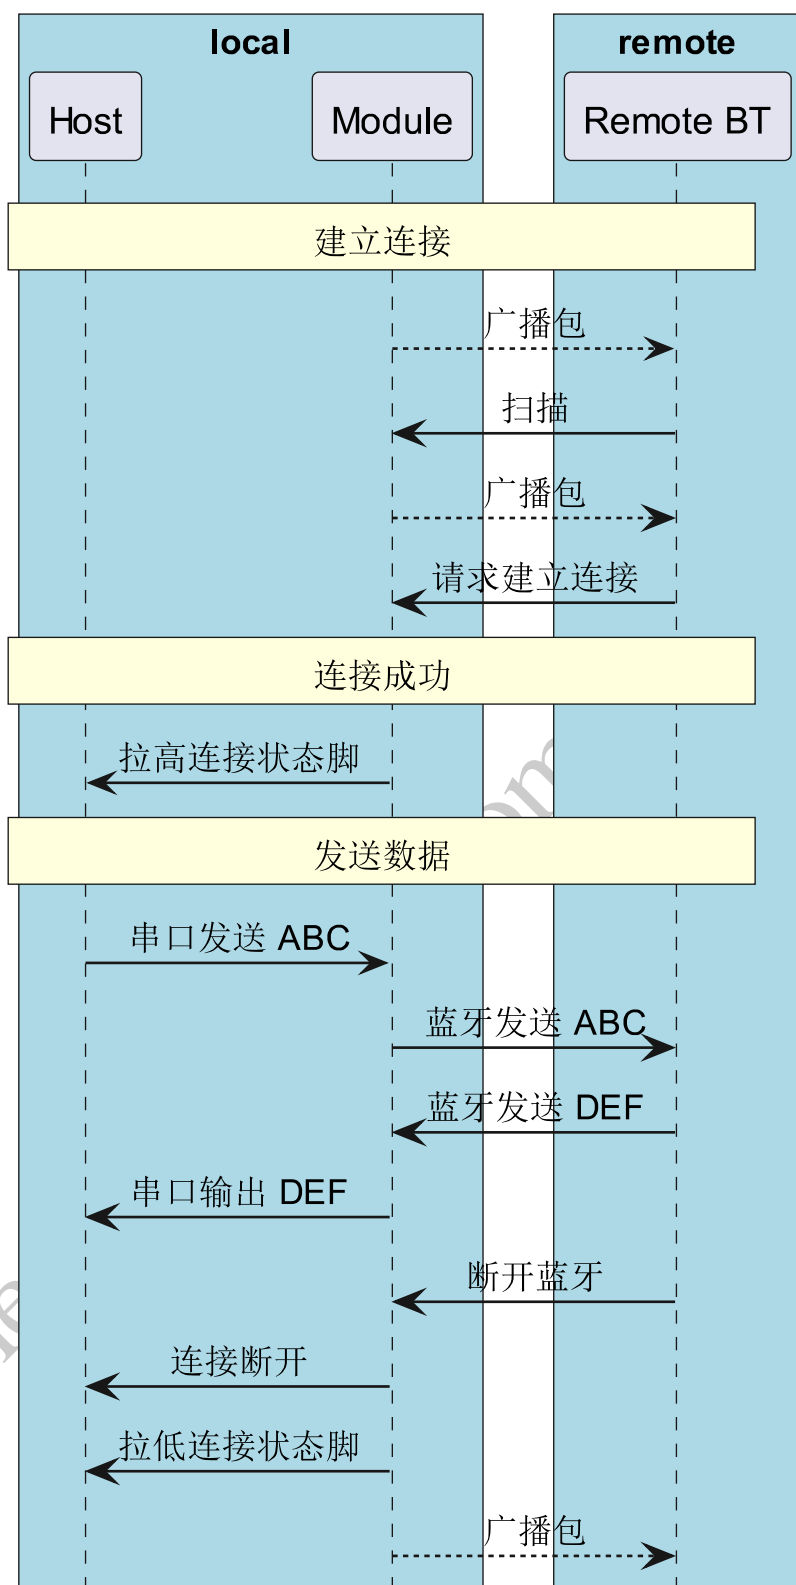 local
remote
Host
Module
Remote BT
建立连接
广播包
扫描
广播包
请求建立连接
连接成功
拉高连接状态脚
发送数据
串口发送 ABC
蓝牙发送 ABC
蓝牙发送 DEF
串口输出 DEF
断开蓝牙
连接断开
拉低连接状态脚
广播包